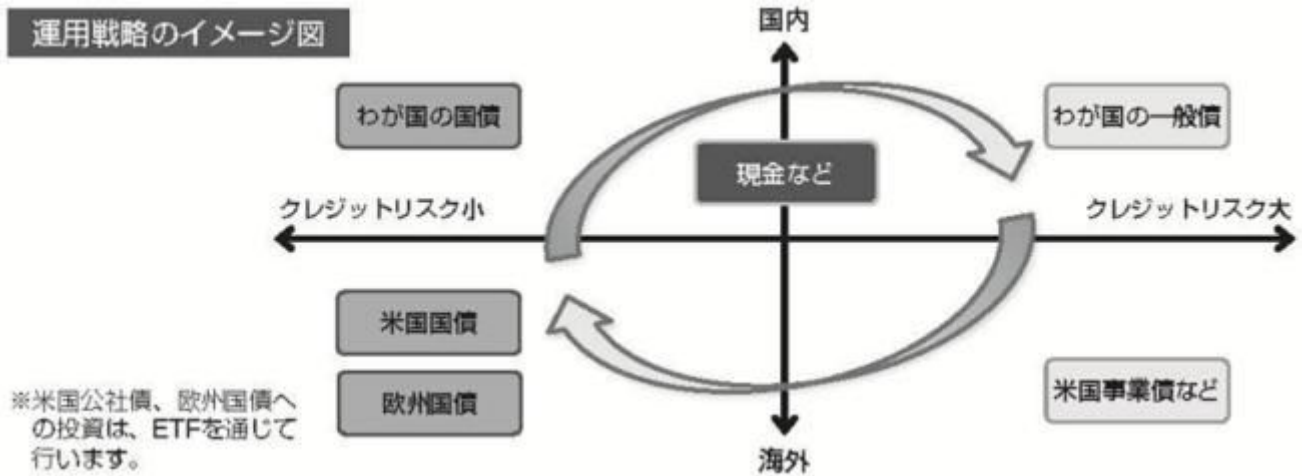 運用戦略のイメージ図
国内
わが国の国債
わが国の一般債
現金など
クレジットリスク小
クレジットリスク大
米国国債
欧州国債
米国事業債など
※米国公社債、欧州国債へ
の投資は、ETFを通じて
行います。
海外